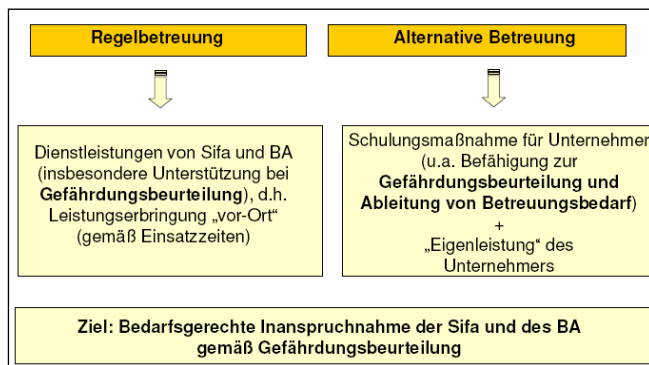 Regelbetreuung
Alternative Betreuung
Dienstleistungen von Sifa und BA
(insbesondere Unterstützung bei
Gefährdungsbeurteilung), d.h.
Leistungserbringung „vor-Ort“
(gemäß Einsatzzeiten)
Schulungsmaßnahme für Unternehmer
(u.a. Befähigung zur
Gefährdungsbeurteilung und
Ableitung von Betreuungsbedarf)
+
„Eigenleistung“ des
Unternehmers
Ziel: Bedarfsgerechte Inanspruchnahme der Sifa und des BA
gemäß Gefährdungsbeurteilung